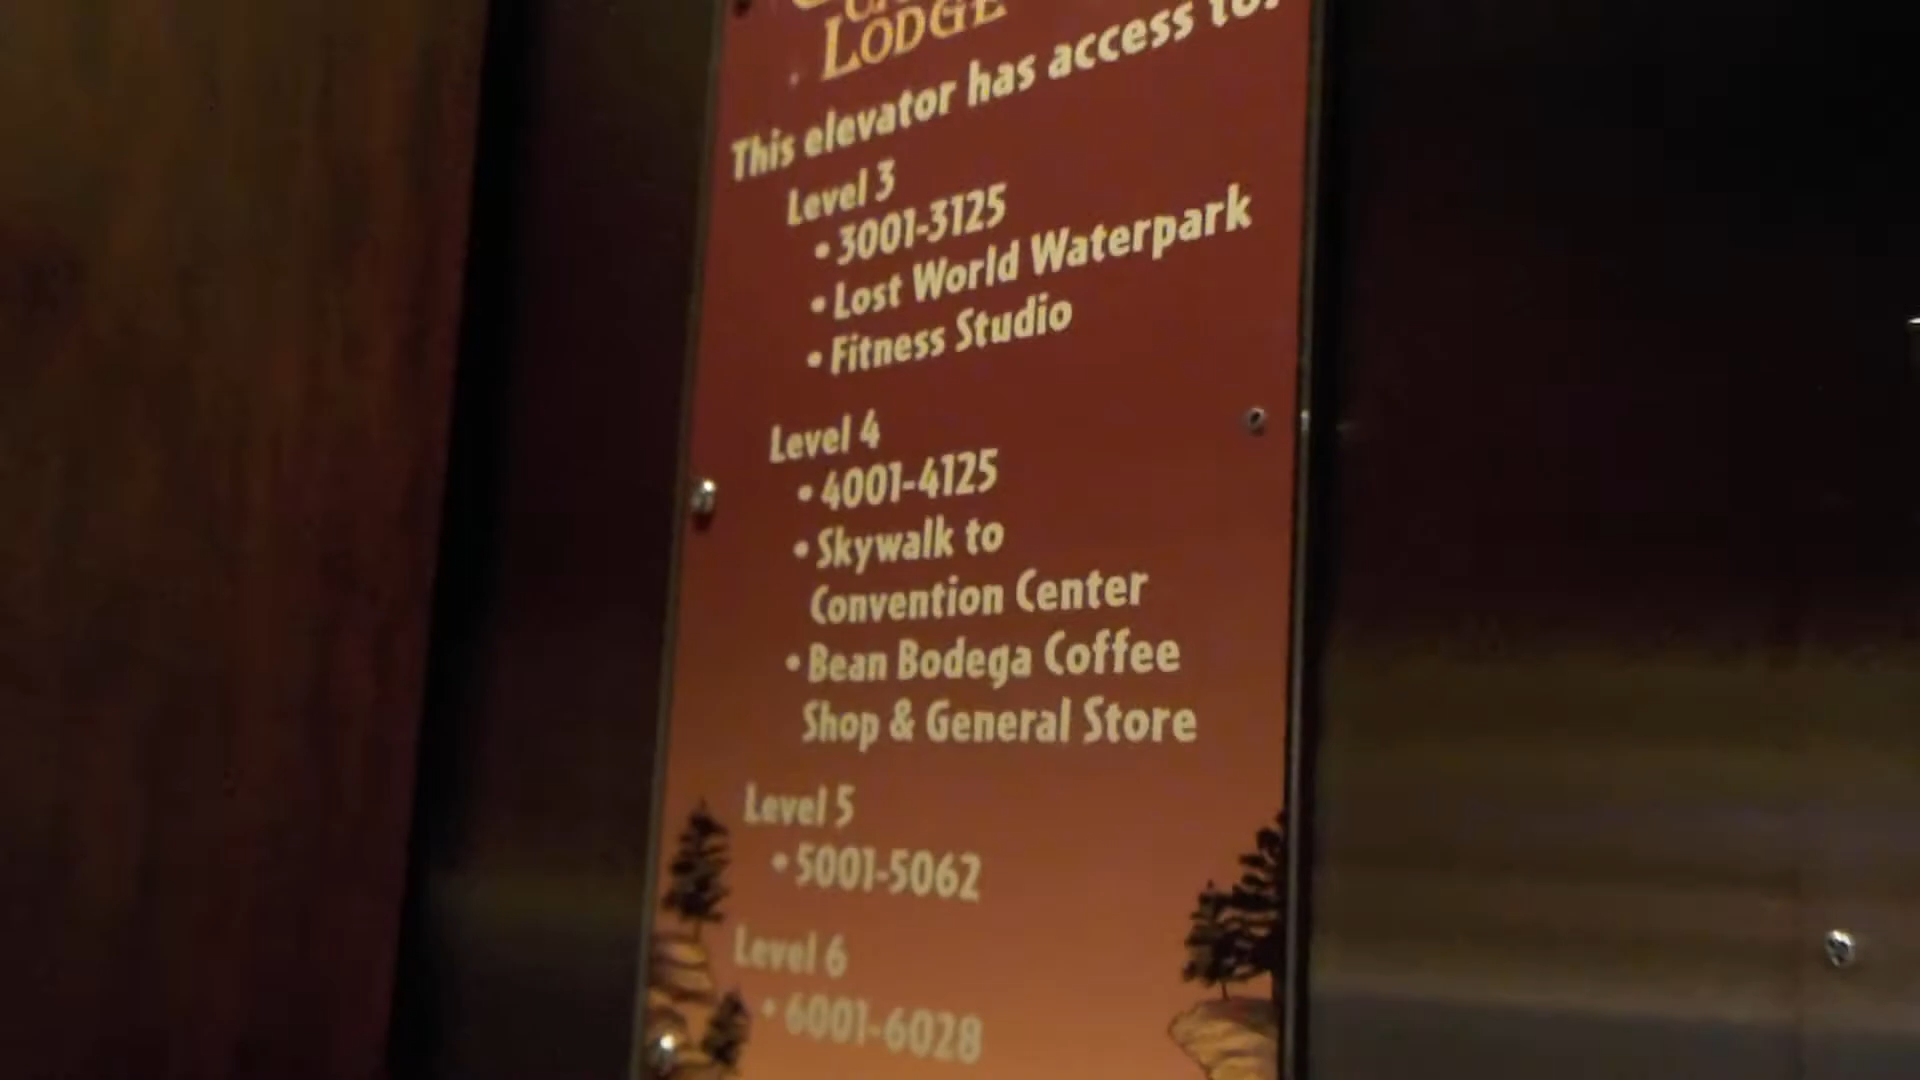 LODGE
This elevator has access to:
Level 3
• 3001-3125
• Lost World Waterpark
• Fitness Studio
Level 4
• 4001-4125
• Skywalk to
Convention Center
• Bean Bodega Coffee
Shop & General Store
Level 5
• 5001-5062
Level 6
• 6001-6028